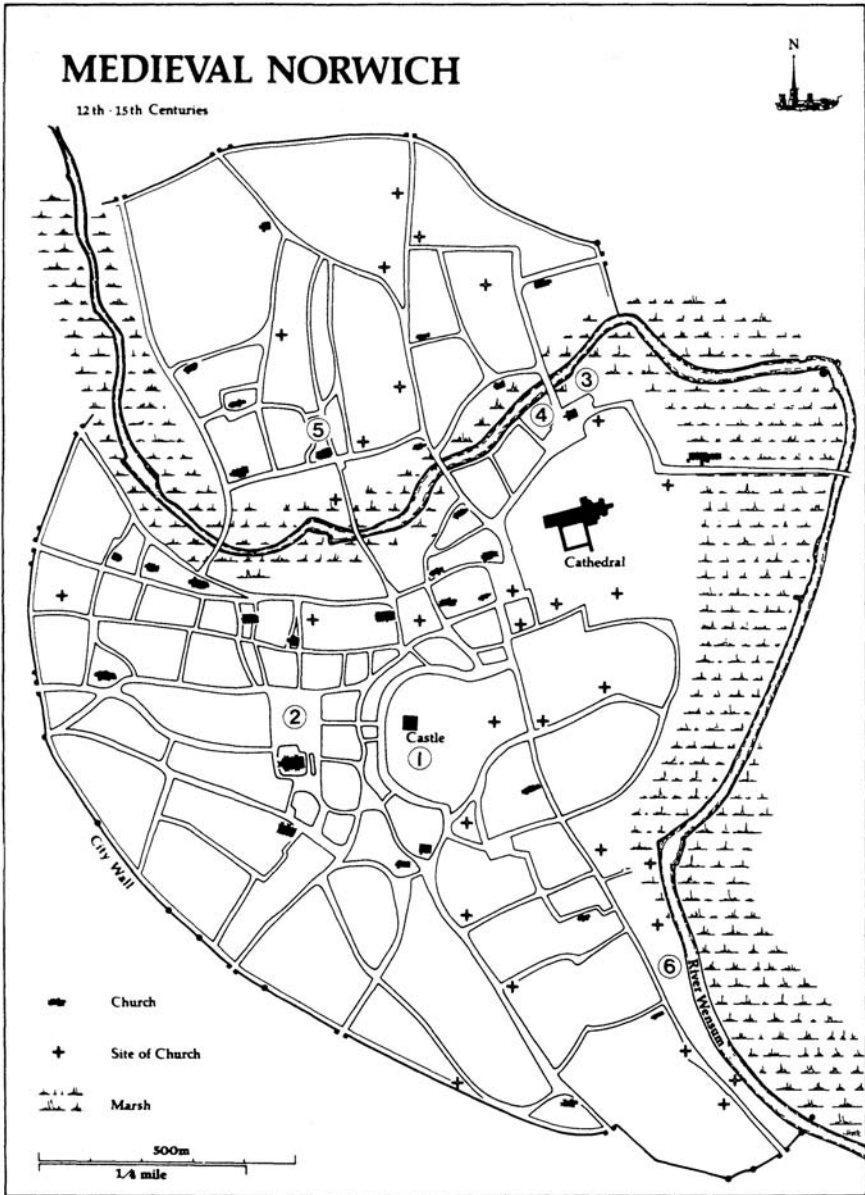 MEDIEVAL NORWICH
12th - 15th Centuries
N
3
4
5
Cathedral
2
Castle
1
City Wall
6
River Wensum
Church
Site of Church
Marsh
500m
1/4 mile